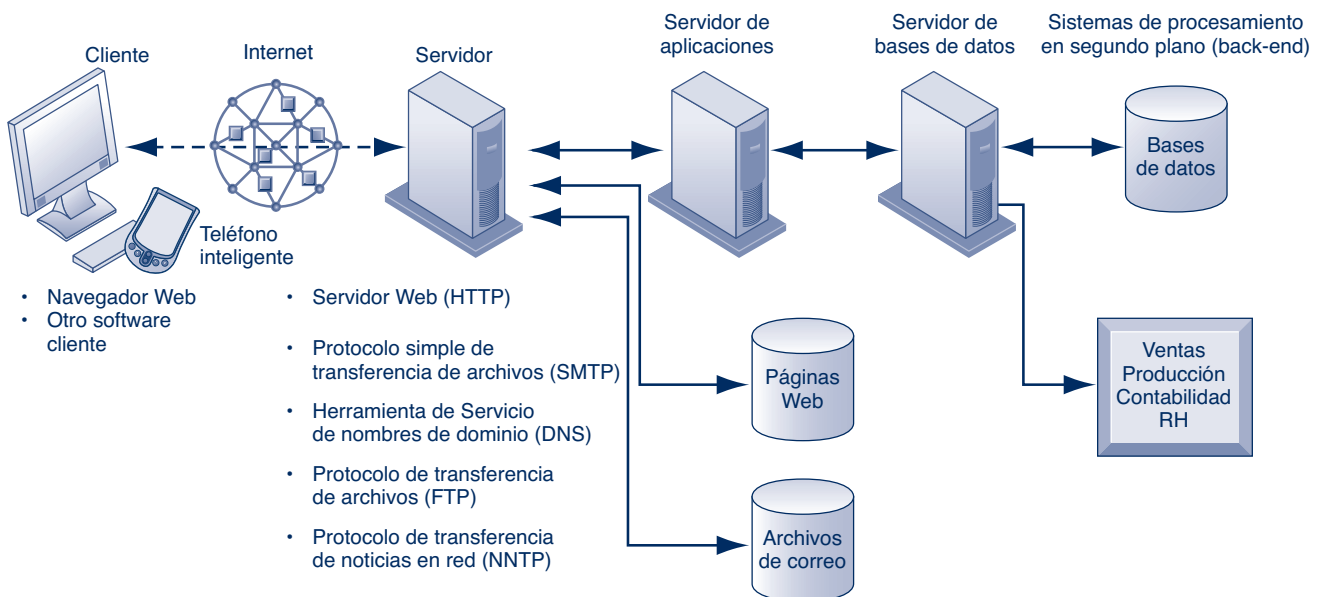 Cliente
Internet
Servidor
Servidor de
aplicaciones
Servidor de
bases de datos
Sistemas de procesamiento
en segundo plano (back-end)
Bases
de datos
Teléfono
inteligente
• Navegador Web
• Otro software
cliente
• Servidor Web (HTTP)
• Protocolo simple de
transferencia de archivos (SMTP)
• Herramienta de Servicio
de nombres de dominio (DNS)
• Protocolo de transferencia
de archivos (FTP)
• Protocolo de transferencia
de noticias en red (NNTP)
Páginas
Web
Archivos
de correo
Ventas
Producción
Contabilidad
RH